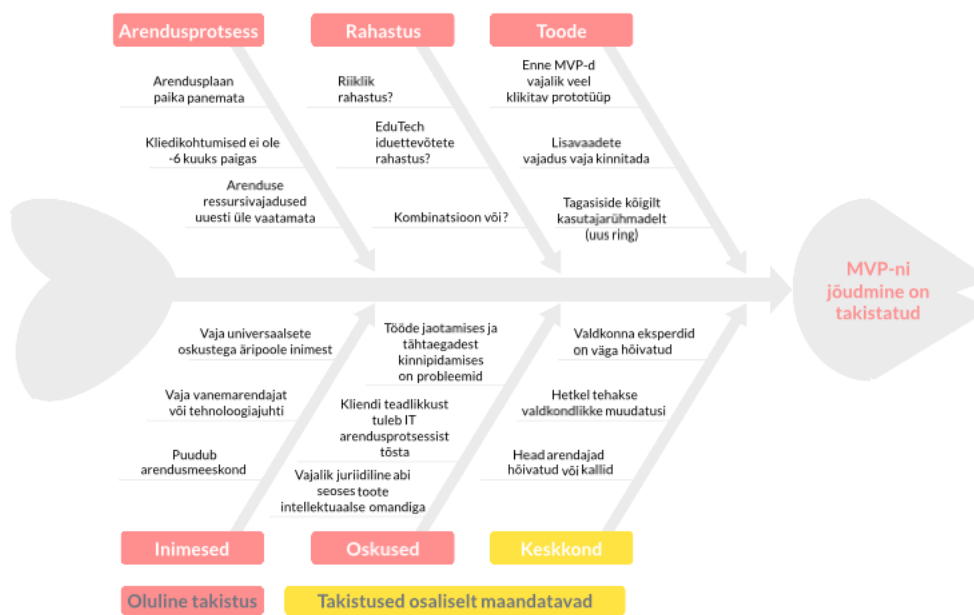 Arendusprotsess
Rahastus
Toode
Arendusplaan
paika panemata
Kliedikohtumised ei ole
-6 kuuks paigas
Arenduse
ressursivajadused
uuesti üle vaatamata
Riiklik
rahastus?
EduTech
iduettevõtete
rahastus?
Kombinatsioon või?
Enne MVP-d
vajalik veel
klikitav prototüüp
Lisavaadete
vajadus vaja kinnitada
Tagasiside kõigilt
kasutajarühmadelt
(uus ring)
MVP-ni
jõudmine on
takistatud
Vaja universaalsete
oskustega äripoole inimest
Vaja vanemarendajat
või tehnoloogiajuhti
Puudub
arendusmeeskond
Tööde jaotamises ja
tähtaegadest
kinnipidamises
on probleemid
Kliendi teadlikkust
tuleb IT
arendusprotsessist
tõsta
Vajalik juriidiline abi
seoses toote
intellektuaalse omandiga
Valdkonna eksperdid
on väga hõivatud
Hetkel tehakse
valdkondlikke muudatusi
Head arendajad
hõivatud või kallid
Inimesed
Oskused
Keskkond
Oluline takistus
Takistused osaliselt maandatavad